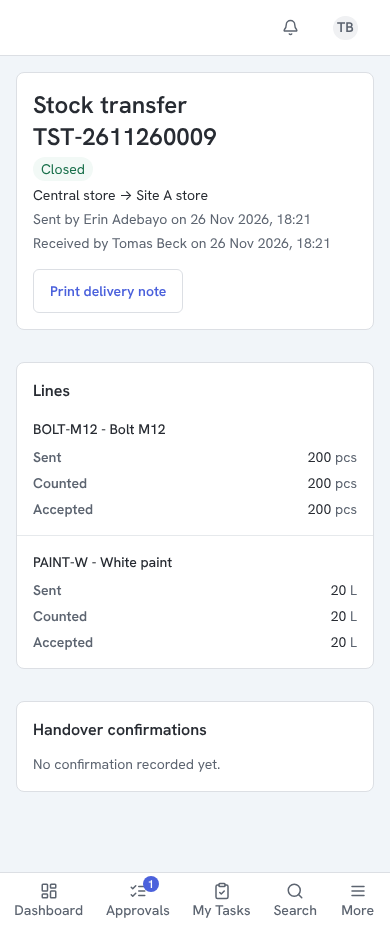 TB
Stock transfer
TST-2611260009
Closed
Central store → Site A store
Sent by Erin Adebayo on 26 Nov 2026, 18:21
Received by Tomas Beck on 26 Nov 2026, 18:21
Print delivery note
Lines
BOLT-M12 - Bolt M12
Sent 200 pcs
Counted 200 pcs
Accepted 200 pcs
PAINT-W - White paint
Sent 20 L
Counted 20 L
Accepted 20 L
Handover confirmations
No confirmation recorded yet.
1
Dashboard Approvals My Tasks Search More